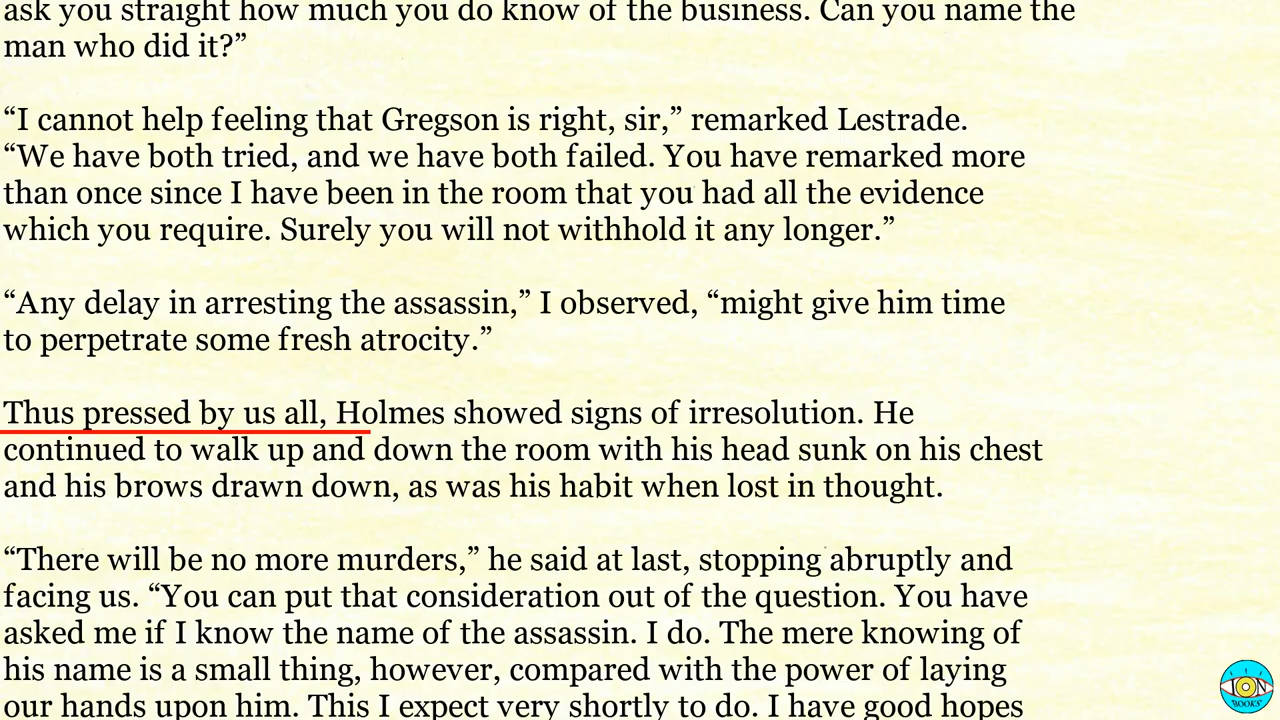 ask you straight how much you do know of the business. Can you name the
man who did it?”
“I cannot help feeling that Gregson is right, sir,” remarked Lestrade.
“We have both tried, and we have both failed. You have remarked more
than once since I have been in the room that you had all the evidence
which you require. Surely you will not withhold it any longer.”
“Any delay in arresting the assassin,” I observed, “might give him time
to perpetrate some fresh atrocity.”
Thus pressed by us all, Holmes showed signs of irresolution. He
continued to walk up and down the room with his head sunk on his chest
and his brows drawn down, as was his habit when lost in thought.
“There will be no more murders,” he said at last, stopping abruptly and
facing us. “You can put that consideration out of the question. You have
asked me if I know the name of the assassin. I do. The mere knowing of
his name is a small thing, however, compared with the power of laying
our hands upon him. This I expect very shortly to do. I have good hopes
ION
BOOKS